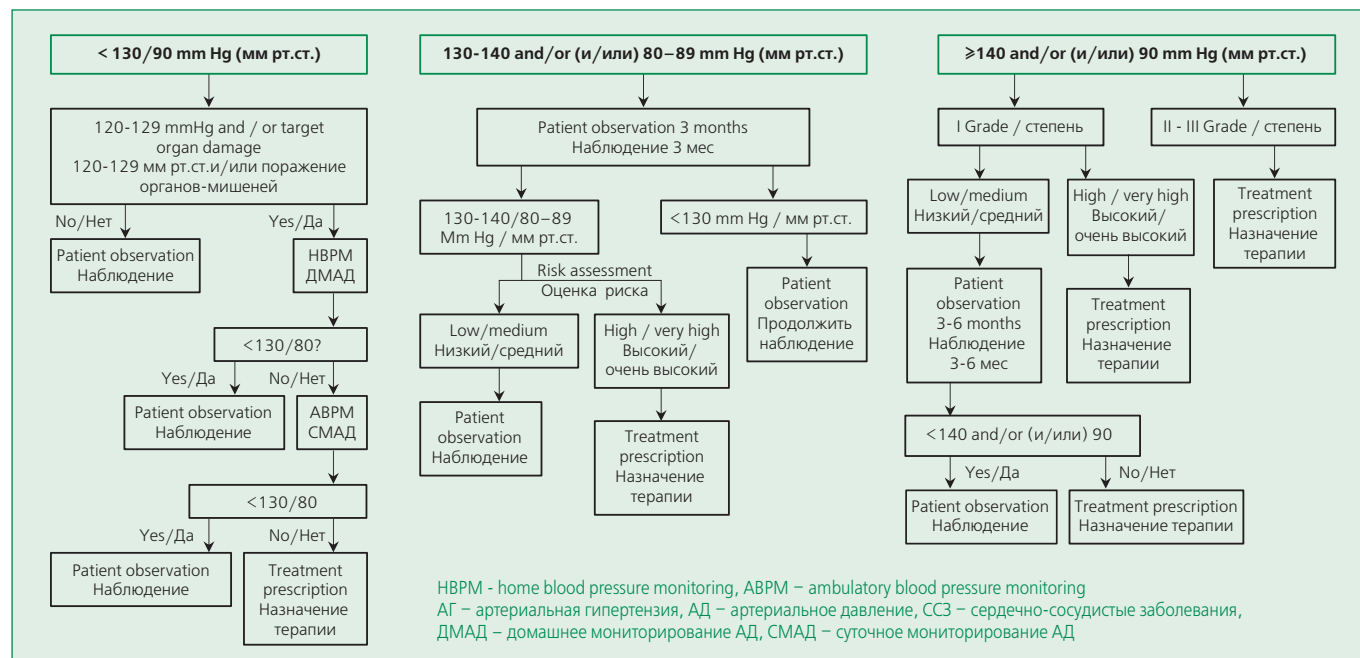 < 130/90 mm Hg (мм рт.ст.)
120-129 mmHg and / or target
organ damage
120-129 мм рт.ст.и/или поражение
органов-мишеней
No/Нет
Yes/Да
Patient observation
Наблюдение
HBPM
ДМАД
<130/80?
Yes/Да
No/Нет
Patient observation
Наблюдение
ABPM
СМАД
<130/80
Yes/Да
No/Нет
Patient observation
Наблюдение
Treatment
prescription
Назначение
терапии
130-140 and/or (и/или) 80–89 mm Hg (мм рт.ст.)
Patient observation 3 months
Наблюдение 3 мес
130-140/80–89
Mm Hg / мм рт.ст.
<130 mm Hg / мм рт.ст.
Risk assessment
Оценка риска
Patient
observation
Продолжить
наблюдение
Low/medium
Низкий/средний
High / very high
Высокий/
очень высокий
Patient
observation
Наблюдение
Treatment
prescription
Назначение
терапии
≥140 and/or (и/или) 90 mm Hg (мм рт.ст.)
I Grade / степень
II - III Grade / степень
Low/medium
Низкий/средний
High / very high
Высокий/
очень высокий
Treatment
prescription
Назначение
терапии
Patient
observation
3-6 months
Наблюдение
3-6 мес
Treatment
prescription
Назначение
терапии
<140 and/or (и/или) 90
Yes/Да
No/Нет
Patient observation
Наблюдение
Treatment prescription
Назначение терапии
HBPM - home blood pressure monitoring, ABPM – ambulatory blood pressure monitoring
АГ – артериальная гипертензия, АД – артериальное давление, ССЗ – сердечно-сосудистые заболевания,
ДМАД – домашнее мониторирование АД, СМАД – суточное мониторирование АД